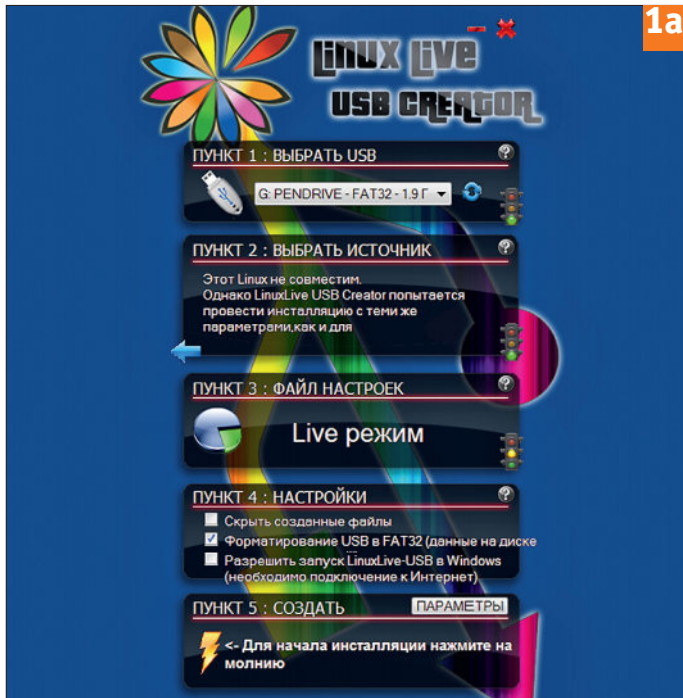 1a
Linux Live
USB CREATOR
ПУНКТ 1 : ВЫБРАТЬ USB
?
G: PENDRIVE - FAT32 - 1.9 Г
ПУНКТ 2 : ВЫБРАТЬ ИСТОЧНИК
?
Этот Linux не совместим.
Однако LinuxLive USB Creator попытается
провести инсталляцию с теми же
параметрами,как и для
ПУНКТ 3 : ФАЙЛ НАСТРОЕК
?
Live режим
ПУНКТ 4 : НАСТРОЙКИ
?
Скрыть созданные файлы
Форматирование USB в FAT32 (данные на диске
Разрешить запуск LinuxLive-USB в Windows
(необходимо подключение к Интернет)
ПУНКТ 5 : СОЗДАТЬ
ПАРАМЕТРЫ
<- Для начала инсталляции нажмите на
молнию